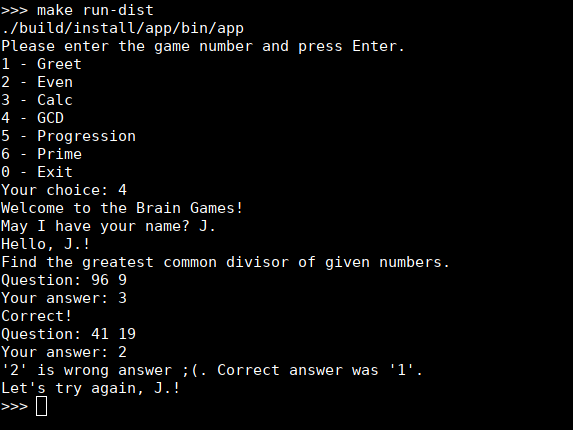 >>> make run-dist
./build/install/app/bin/app
Please enter the game number and press Enter.
1 - Greet
2 - Even
3 - Calc
4 - GCD
5 - Progression
6 - Prime
0 - Exit
Your choice: 4
Welcome to the Brain Games!
May I have your name? J.
Hello, J.!
Find the greatest common divisor of given numbers.
Question: 96 9
Your answer: 3
Correct!
Question: 41 19
Your answer: 2
'2' is wrong answer ;(. Correct answer was '1'.
Let's try again, J.!
>>>